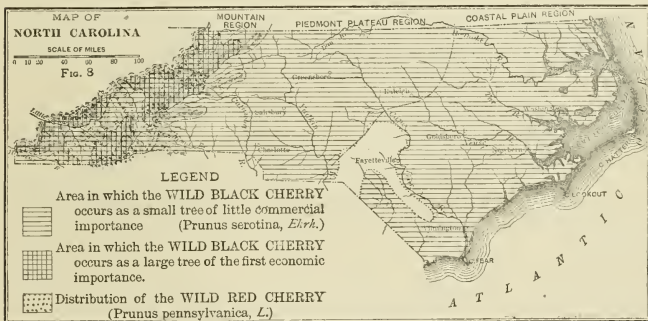 MAP OF
NORTH CAROLINA
SCALE OF MILES
0 10 20 40 60 80 100
FIG. 8
MOUNTAIN
REGION
PIEDMONT PLATEAU REGION
COASTAL PLAIN REGION
Greensboro
Raleigh
Salisbury
Charlotte
Goldsboro
Fayetteville
Wilmington
C. HATTERAS
C. LOOKOUT
C. FEAR
ATLANTIC
LEGEND
Area in which the WILD BLACK CHERRY
occurs as a small tree of little commercial
importance (Prunus serotina, Ehrh.)
Area in which the WILD BLACK CHERRY
occurs as a large tree of the first economic
importance.
Distribution of the WILD RED CHERRY
(Prunus pennsylvanica, L.)